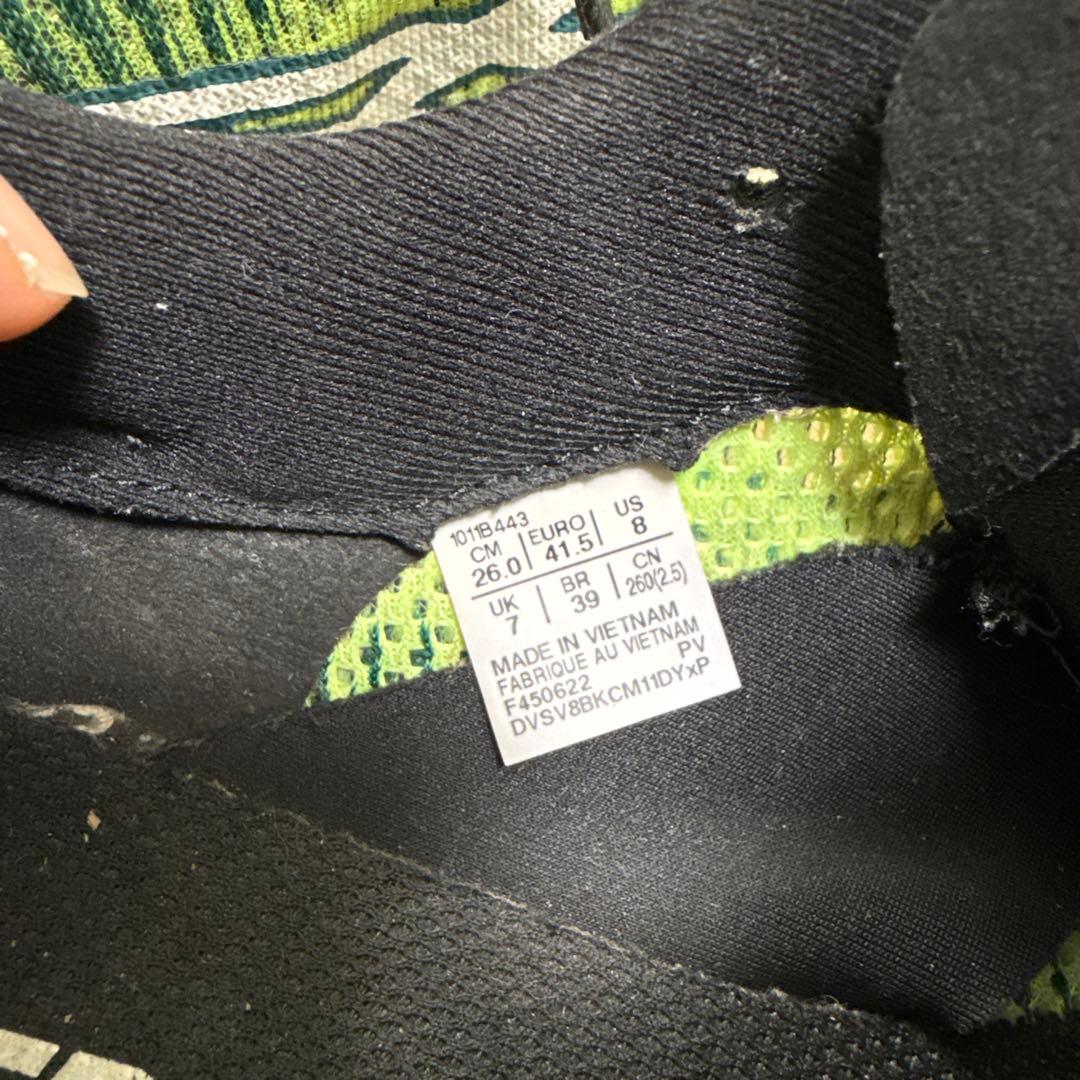 1011B443
CM EURO US
26.0 41.5 8
UK BR CN
7 39 260(2.5)
MADE IN VIETNAM
FABRIQUE AU VIETNAM
F450622 PV
DVSV8BKCM11DYxP